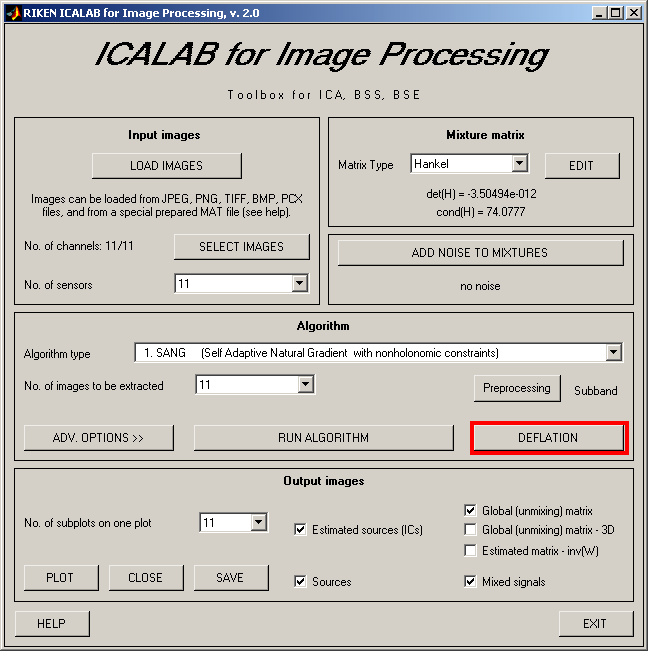 RIKEN ICALAB for Image Processing, v. 2.0
ICALAB for Image Processing
Toolbox for ICA, BSS, BSE
Input images
LOAD IMAGES
Images can be loaded from JPEG, PNG, TIFF, BMP, PCX
files, and from a special prepared MAT file (see help).
No. of channels: 11/11
SELECT IMAGES
No. of sensors
11
Mixture matrix
Matrix Type
Hankel
EDIT
det(H) = -3.50494e-012
cond(H) = 74.0777
ADD NOISE TO MIXTURES
no noise
Algorithm
Algorithm type
1. SANG (Self Adaptive Natural Gradient with nonholonomic constraints)
No. of images to be extracted
11
Preprocessing
Subband
ADV. OPTIONS >>
RUN ALGORITHM
DEFLATION
Output images
No. of subplots on one plot
11
Estimated sources (ICs)
Global (unmixing) matrix
Global (unmixing) matrix - 3D
Estimated matrix - inv(W)
PLOT
CLOSE
SAVE
Sources
Mixed signals
HELP
EXIT